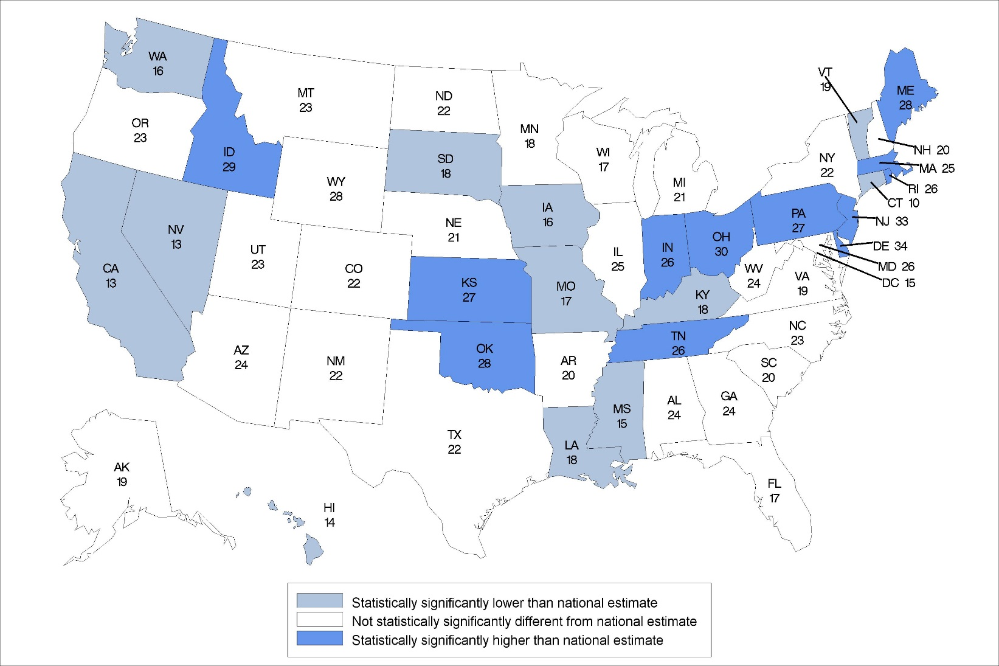 WA
16
OR
23
CA
13
NV
13
ID
29
MT
23
WY
28
UT
23
CO
22
AZ
24
NM
22
ND
22
SD
18
NE
21
KS
27
OK
28
TX
22
MN
18
IA
16
MO
17
AR
20
LA
18
WI
17
IL
25
MI
21
IN
26
OH
30
KY
18
TN
26
MS
15
AL
24
GA
24
FL
17
SC
20
NC
23
VA
19
WV
24
PA
27
NY
22
VT
19
ME
28
NH 20
MA 25
RI 26
CT 10
NJ 33
DE 34
MD 26
DC 15
AK
19
HI
14
Statistically significantly lower than national estimate
Not statistically significantly different from national estimate
Statistically significantly higher than national estimate